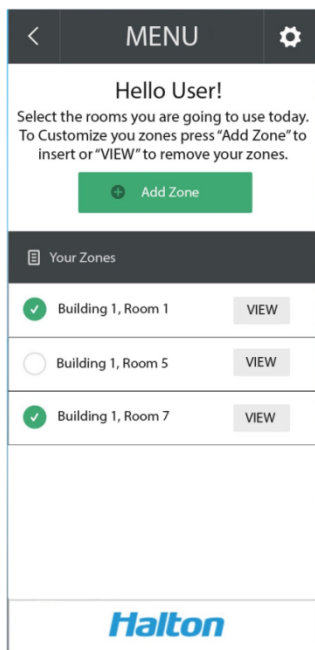 MENU
Hello User!
Select the rooms you are going to use today.
To Customize you zones press “Add Zone” to
insert or “VIEW” to remove your zones.
Add Zone
Your Zones
Building 1, Room 1 VIEW
Building 1, Room 5 VIEW
Building 1, Room 7 VIEW
Halton